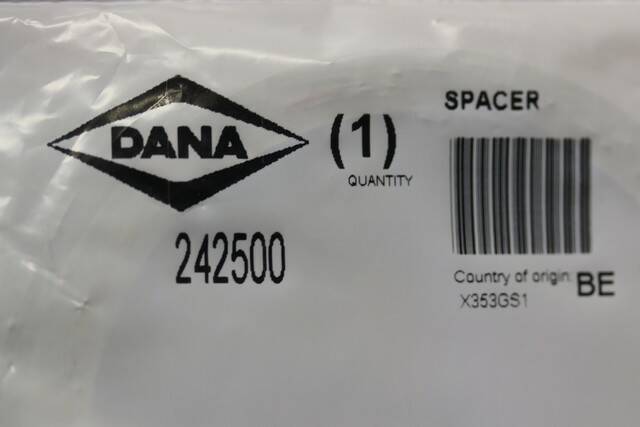 DANA
(1)
QUANTITY
242500
SPACER
Country of origin: BE
X353GS1